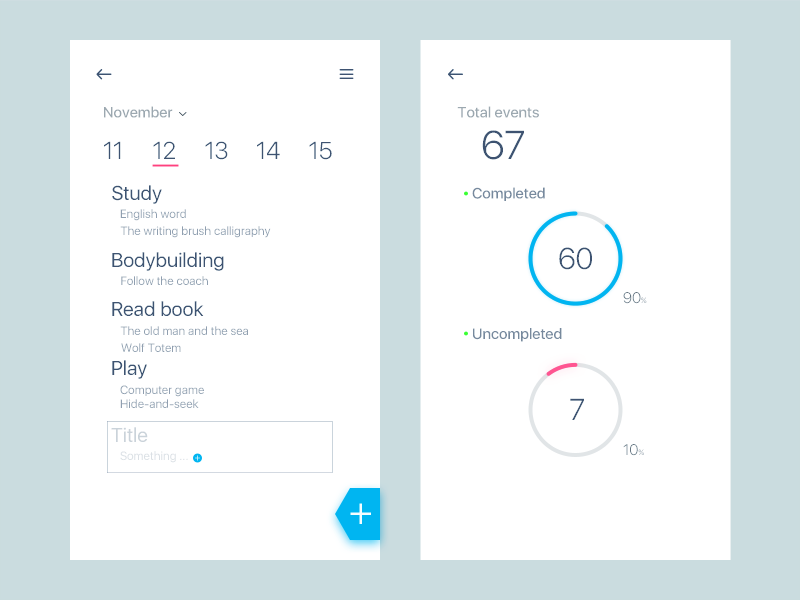 November
11 12 13 14 15
Study
English word
The writing brush calligraphy
Bodybuilding
Follow the coach
Read book
The old man and the sea
Wolf Totem
Play
Computer game
Hide-and-seek
Title
Something ...
Total events
67
Completed
60
90%
Uncompleted
7
10%